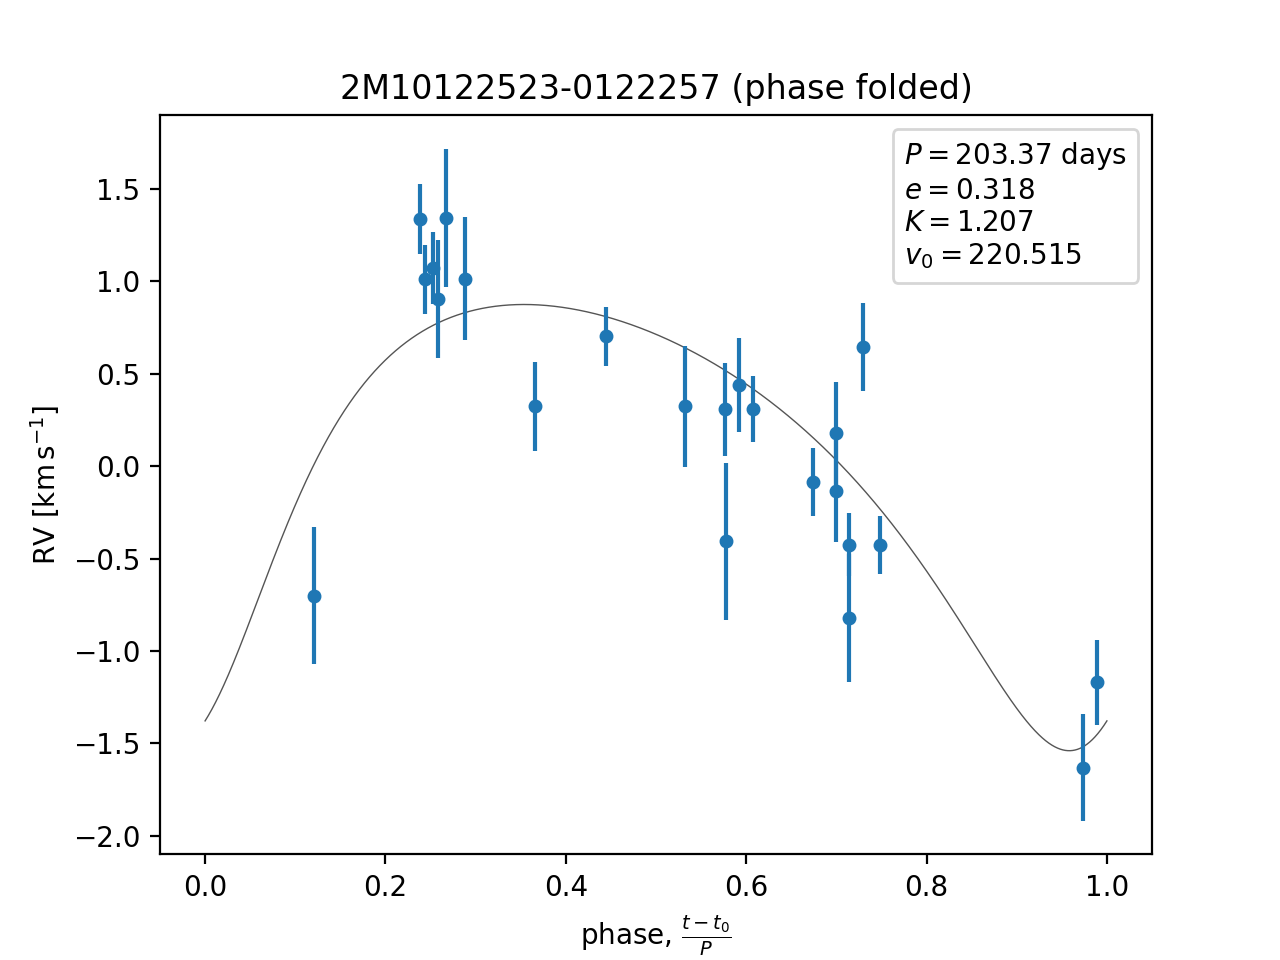 2M10122523-0122257 (phase folded)
P = 203.37 days
e = 0.318
K = 1.207
v₀ = 220.515
RV [km s⁻¹]
1.5
1.0
0.5
0.0
−0.5
−1.0
−1.5
−2.0
0.0 0.2 0.4 0.6 0.8 1.0
phase, (t − t₀)/P